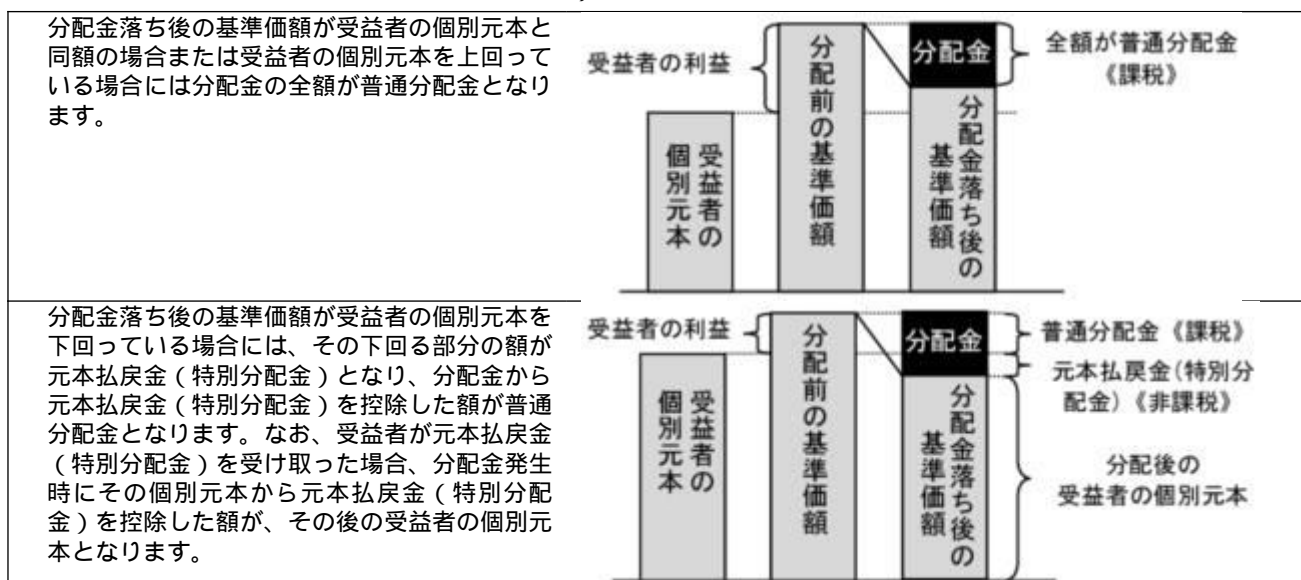 分配金落ち後の基準価額が受益者の個別元本と
同額の場合または受益者の個別元本を上回って
いる場合には分配金の全額が普通分配金となり
ます。
受益者の利益
受益者の
個別元本
分配前の基準価額
分配金
分配金落ち後の
基準価額
全額が普通分配金
《課税》
分配金落ち後の基準価額が受益者の個別元本を
下回っている場合には、その下回る部分の額が
元本払戻金(特別分配金)となり、分配金から
元本払戻金(特別分配金)を控除した額が普通
分配金となります。なお、受益者が元本払戻金
(特別分配金)を受け取った場合、分配金発生
時にその個別元本から元本払戻金(特別分配
金)を控除した額が、その後の受益者の個別元
本となります。
受益者の利益
受益者の
個別元本
分配前の基準価額
分配金
分配金落ち後の
基準価額
普通分配金《課税》
元本払戻金(特別分
配金)《非課税》
分配後の
受益者の個別元本